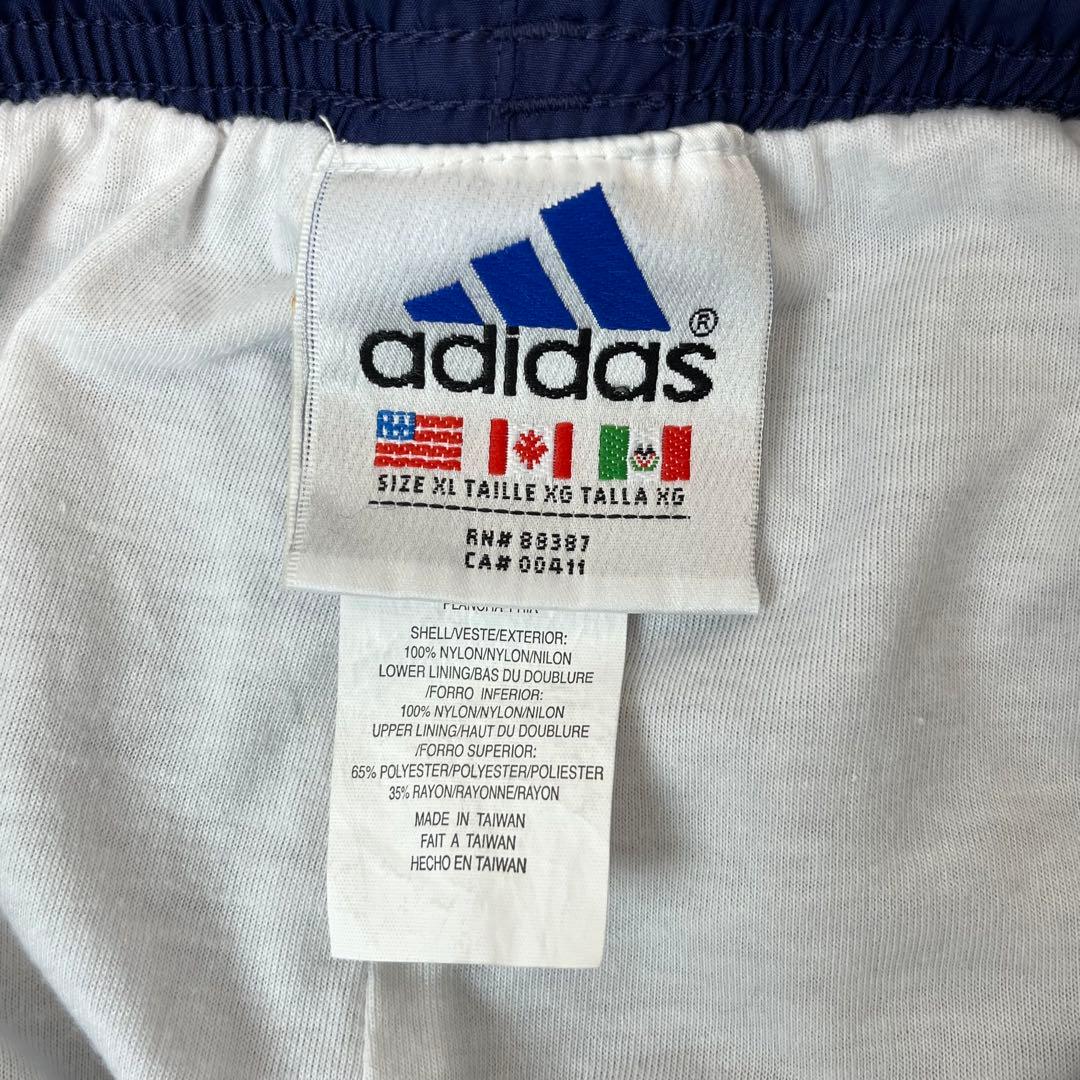 adidas®
SIZE XL TAILLE XG TALLA XG
RN# 88387
CA# 00411
SHELL/VESTE/EXTERIOR:
100% NYLON/NYLON/NILON
LOWER LINING/BAS DU DOUBLURE
/FORRO INFERIOR:
100% NYLON/NYLON/NILON
UPPER LINING/HAUT DU DOUBLURE
/FORRO SUPERIOR:
65% POLYESTER/POLYESTER/POLIESTER
35% RAYON/RAYONNE/RAYON
MADE IN TAIWAN
FAIT A TAIWAN
HECHO EN TAIWAN